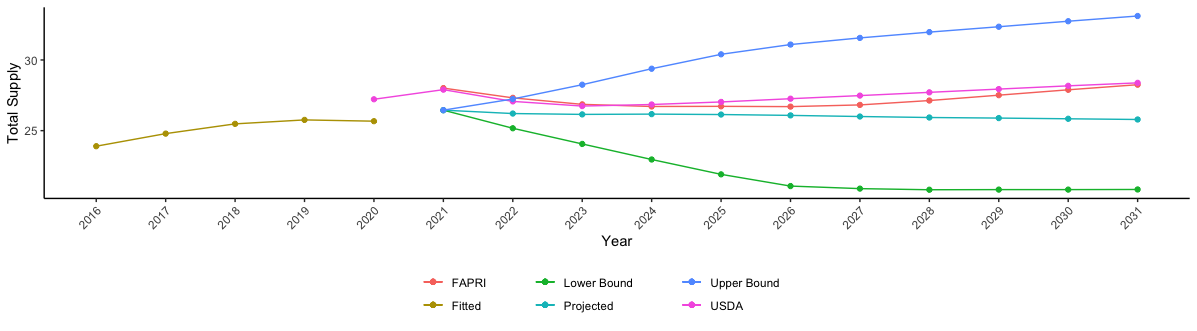 Total Supply
30
25
2016 2017 2018 2019 2020 2021 2022 2023 2024 2025 2026 2027 2028 2029 2030 2031
Year
FAPRI Lower Bound Upper Bound
Fitted Projected USDA